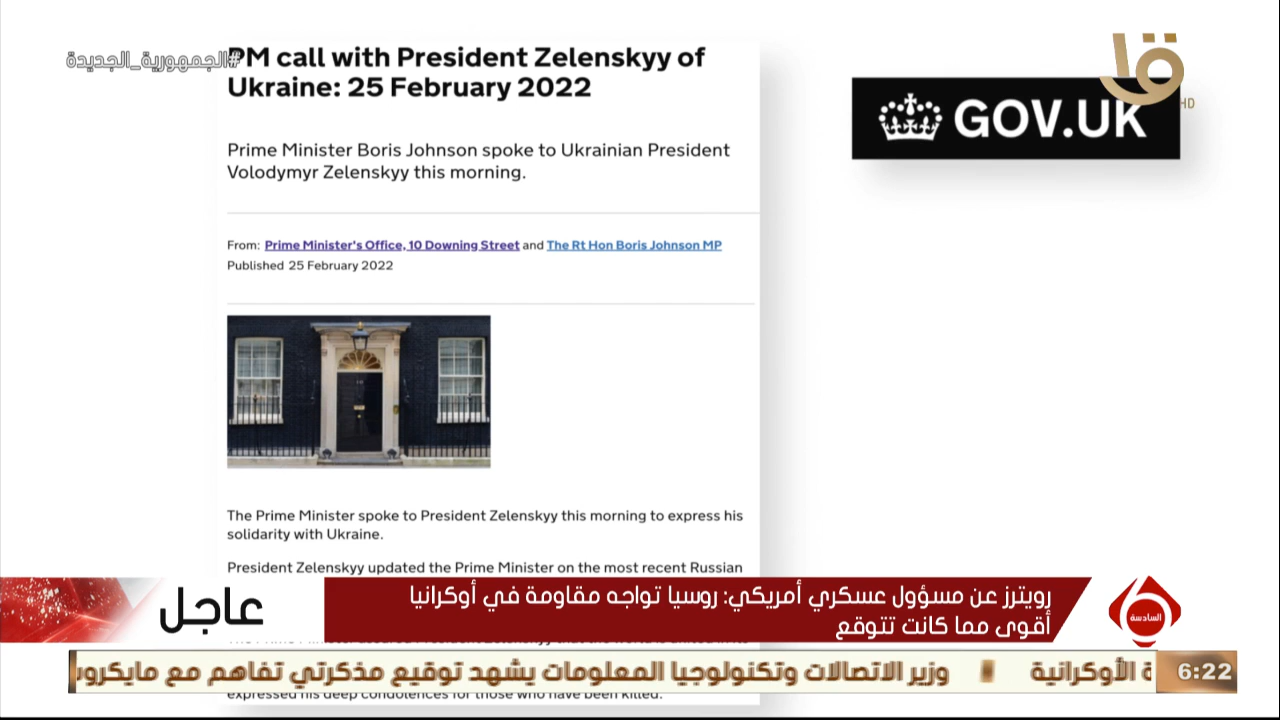 #الجمهورية_الجديدة
PM call with President Zelenskyy of
Ukraine: 25 February 2022
HD
GOV.UK
Prime Minister Boris Johnson spoke to Ukrainian President
Volodymyr Zelenskyy this morning.
From: Prime Minister's Office, 10 Downing Street and The Rt Hon Boris Johnson MP
Published 25 February 2022
The Prime Minister spoke to President Zelenskyy this morning to express his
solidarity with Ukraine.
President Zelenskyy updated the Prime Minister on the most recent Russian
عاجل
رويترز عن مسؤول عسكري أمريكي: روسيا تواجه مقاومة في أوكرانيا
أقوى مما كانت تتوقع
السادسة
الأوكرانية وزير الاتصالات وتكنولوجيا المعلومات يشهد توقيع مذكرتي تفاهم مع
6:22
expressed his deep condolences for those who have been killed.